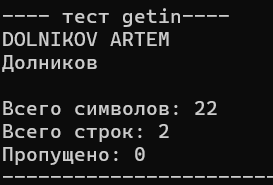 ---- тест getin----
DOLNIKOV ARTEM
Долников

Всего символов: 22
Всего строк: 2
Пропущено: 0
-----------------------